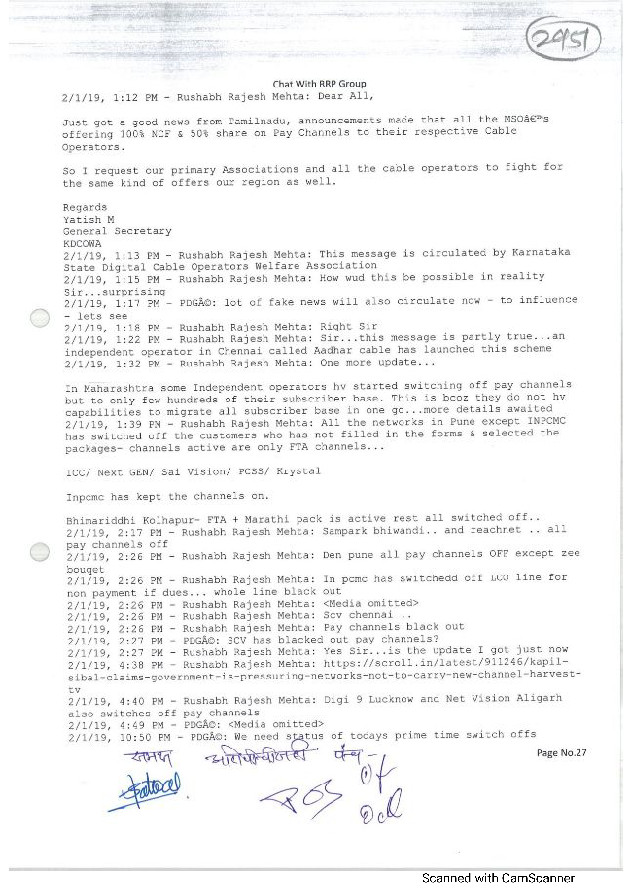 2451
Chat With RRP Group
2/1/19, 1:12 PM - Rushabh Rajesh Mehta: Dear All,
Just got a good news from Tamilnadu, announcements made that all the MSOâ€™s
offering 100% NCF & 50% share on Pay Channels to their respective Cable
Operators.
So I request our primary Associations and all the cable operators to fight for
the same kind of offers our region as well.
Regards
Yatish M
General Secretary
KDCOWA
2/1/19, 1:13 PM - Rushabh Rajesh Mehta: This message is circulated by Karnataka
State Digital Cable Operators Welfare Association
2/1/19, 1:15 PM - Rushabh Rajesh Mehta: How wud this be possible in reality
Sir...surprising
2/1/19, 1:17 PM - PDGÂ©: lot of fake news will also circulate now - to influence
- lets see
2/1/19, 1:18 PM - Rushabh Rajesh Mehta: Right Sir
2/1/19, 1:22 PM - Rushabh Rajesh Mehta: Sir...this message is partly true...an
independent operator in Chennai called Aadhar cable has launched this scheme
2/1/19, 1:32 PM - Rushabh Rajesh Mehta: One more update...
In Maharashtra some Independent operators hv started switching off pay channels
but to only few hundreds of their subscriber base. This is bcoz they do not hv
capabilities to migrate all subscriber base in one go...more details awaited
2/1/19, 1:39 PM - Rushabh Rajesh Mehta: All the networks in Pune except INPCMC
has switched off the customers who has not filled in the forms & selected the
packages- channels active are only FTA channels...
ICC/ Next GEN/ Sai Vision/ PCSS/ Krystal
Inpcmc has kept the channels on.
Bhimariddhi Kolhapur- FTA + Marathi pack is active rest all switched off..
2/1/19, 2:17 PM - Rushabh Rajesh Mehta: Sampark bhiwandi.. and reachnet .. all
pay channels off
2/1/19, 2:26 PM - Rushabh Rajesh Mehta: Den pune all pay channels OFF except zee
bouqet
2/1/19, 2:26 PM - Rushabh Rajesh Mehta: In pcmc has switchedd off LCO line for
non payment if dues... whole line black out
2/1/19, 2:26 PM - Rushabh Rajesh Mehta: <Media omitted>
2/1/19, 2:26 PM - Rushabh Rajesh Mehta: Scv chennai ..
2/1/19, 2:26 PM - Rushabh Rajesh Mehta: Pay channels black out
2/1/19, 2:27 PM - PDGÂ©: SCV has blacked out pay channels?
2/1/19, 2:27 PM - Rushabh Rajesh Mehta: Yes Sir...is the update I got just now
2/1/19, 4:38 PM - Rushabh Rajesh Mehta: https://scroll.in/latest/911246/kapil-
sibal-claims-government-is-pressuring-networks-not-to-carry-new-channel-harvest-
tv
2/1/19, 4:40 PM - Rushabh Rajesh Mehta: Digi 9 Lucknow and Net Vision Aligarh
also switches off pay channels
2/1/19, 4:49 PM - PDGÂ©: <Media omitted>
2/1/19, 10:50 PM - PDGÂ©: We need status of todays prime time switch offs
समक्ष पंच -
Page No.27
Scanned with CamScanner